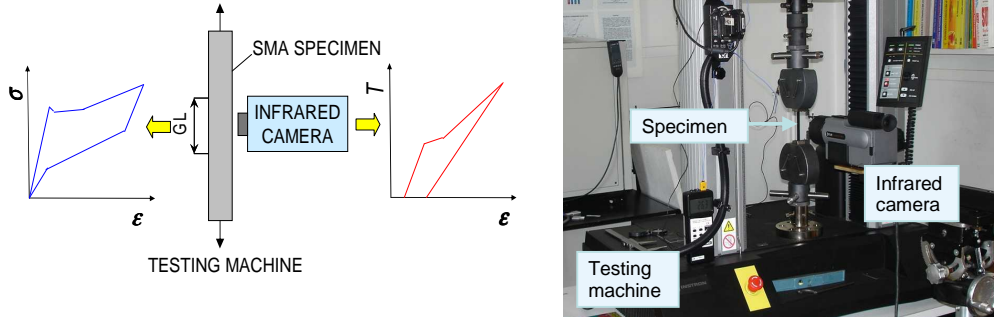 SMA SPECIMEN
σ
GL
INFRARED
CAMERA
T
ε
ε
TESTING MACHINE
Specimen
Infrared
camera
Testing
machine